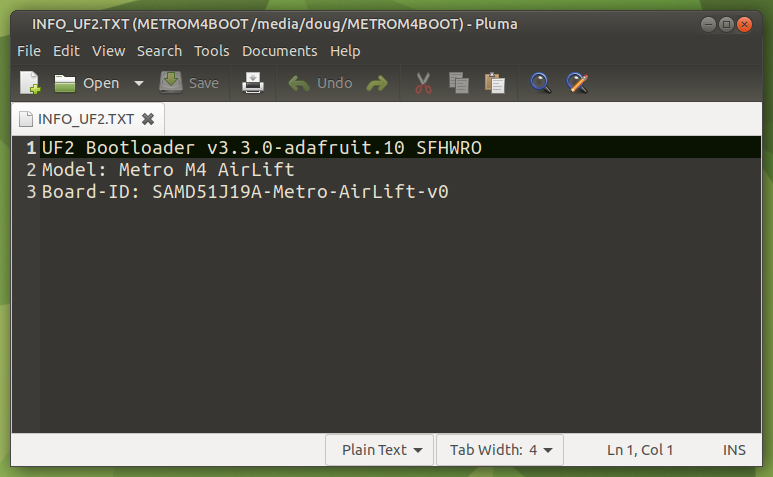 INFO_UF2.TXT (METROM4BOOT /media/doug/METROM4BOOT) - Pluma
File Edit View Search Tools Documents Help
Open Save Undo
INFO_UF2.TXT
1 UF2 Bootloader v3.3.0-adafruit.10 SFHWRO
2 Model: Metro M4 AirLift
3 Board-ID: SAMD51J19A-Metro-AirLift-v0
Plain Text Tab Width: 4 Ln 1, Col 1 INS